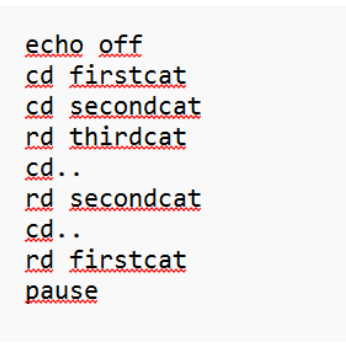 echo off
cd firstcat
cd secondcat
rd thirdcat
cd..
rd secondcat
cd..
rd firstcat
pause